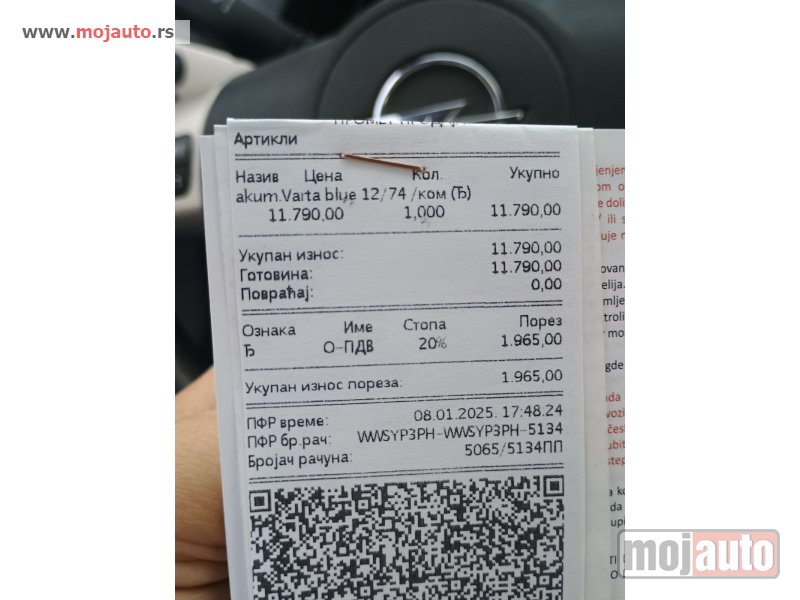 www.mojauto.rs
Артикли
Назив Цена Кол. Укупно
akum.Varta blue 12/74 /ком (Ђ)
11.790,00 1,000 11.790,00
Укупан износ: 11.790,00
Готовина: 11.790,00
Повраћај: 0,00
Ознака Име Стопа Порез
Ђ О-ПДВ 20% 1.965,00
Укупан износ пореза: 1.965,00
ПФР време: 08.01.2025. 17:48:24
ПФР бр.рач: WWSYP3PH-WWSYP3PH-5134
Бројач рачуна: 5065/5134ПП
mojauto